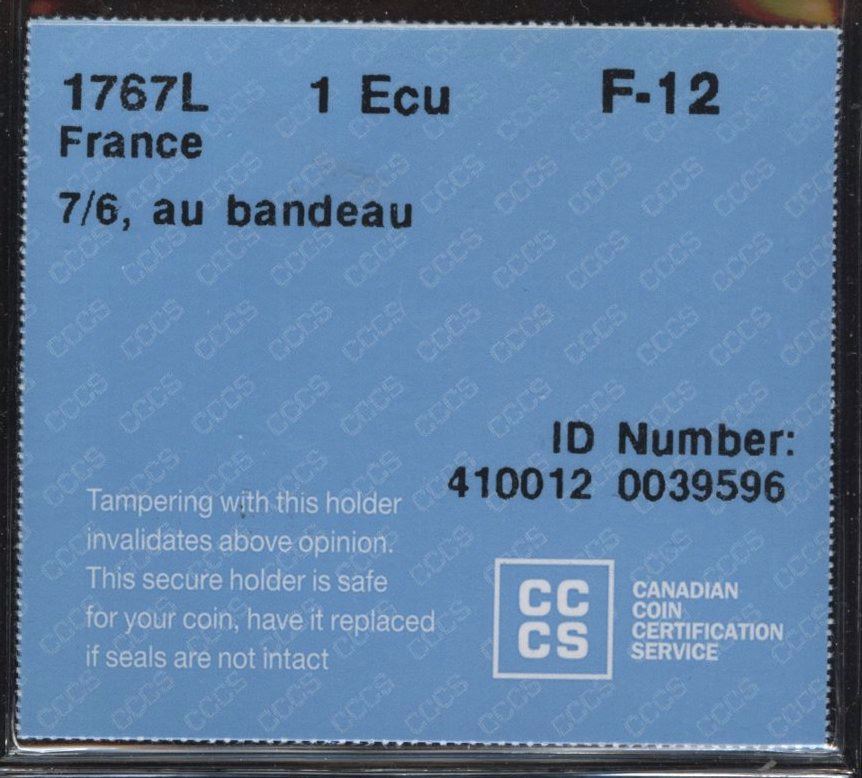 1767L 1 Ecu F-12
France
7/6, au bandeau
ID Number:
410012 0039596
Tampering with this holder
invalidates above opinion.
This secure holder is safe
for your coin, have it replaced
if seals are not intact
CC
CS
CANADIAN
COIN
CERTIFICATION
SERVICE